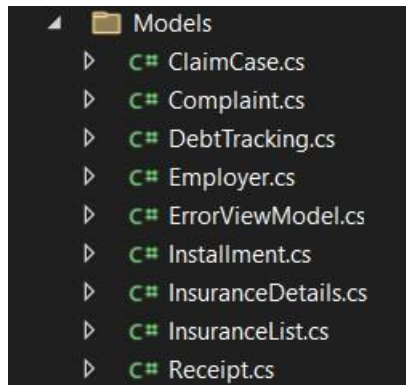 Models
C# ClaimCase.cs
C# Complaint.cs
C# DebtTracking.cs
C# Employer.cs
C# ErrorViewModel.cs
C# Installment.cs
C# InsuranceDetails.cs
C# InsuranceList.cs
C# Receipt.cs